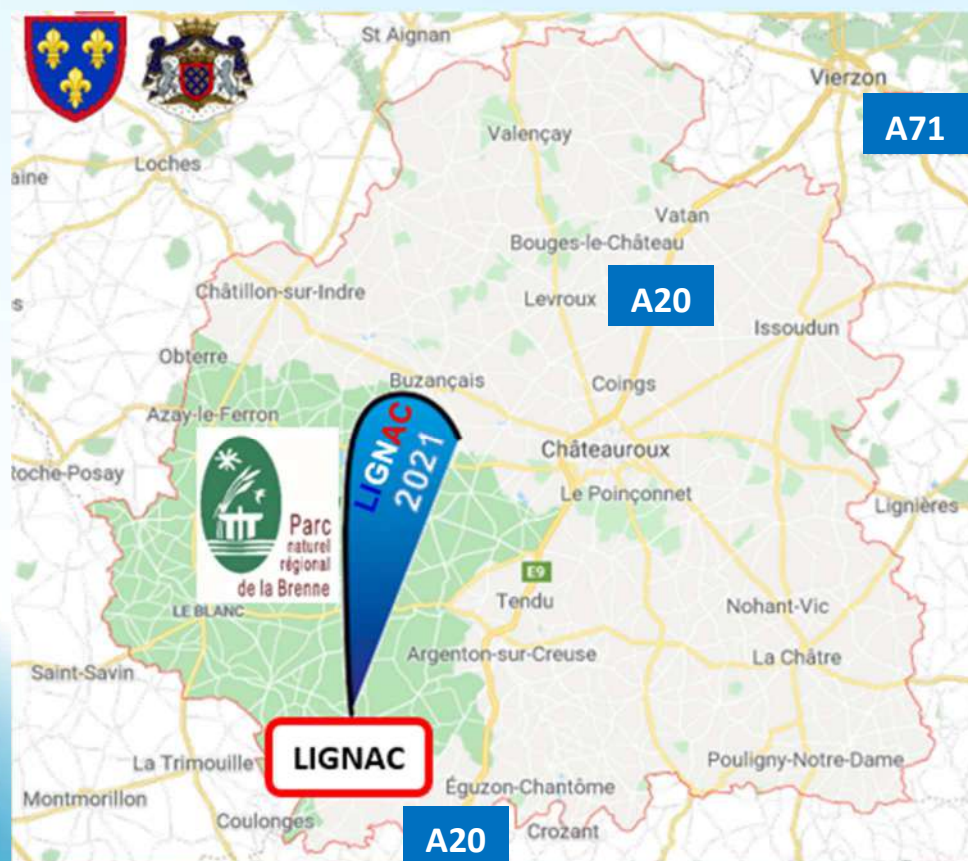 St Aignan
Vierzon
A71
Valençay
Loches
aine
Vatan
Bouges-le-Château
Châtillon-sur-Indre
Levroux
A20
s
Issoudun
Obterre
Buzançais
Coings
Azay-le-Ferron
LIGNAC
2021
Châteauroux
Roche-Posay
Le Poinçonnet
Lignières
Parc
naturel
régional
de la Brenne
E9
Tendu
Nohant-Vic
LE BLANC
Argenton-sur-Creuse
La Châtre
Saint-Savin
LIGNAC
La Trimouille
Pouligny-Notre-Dame
Éguzon-Chantôme
Montmorillon
Coulonges
A20
Crozant